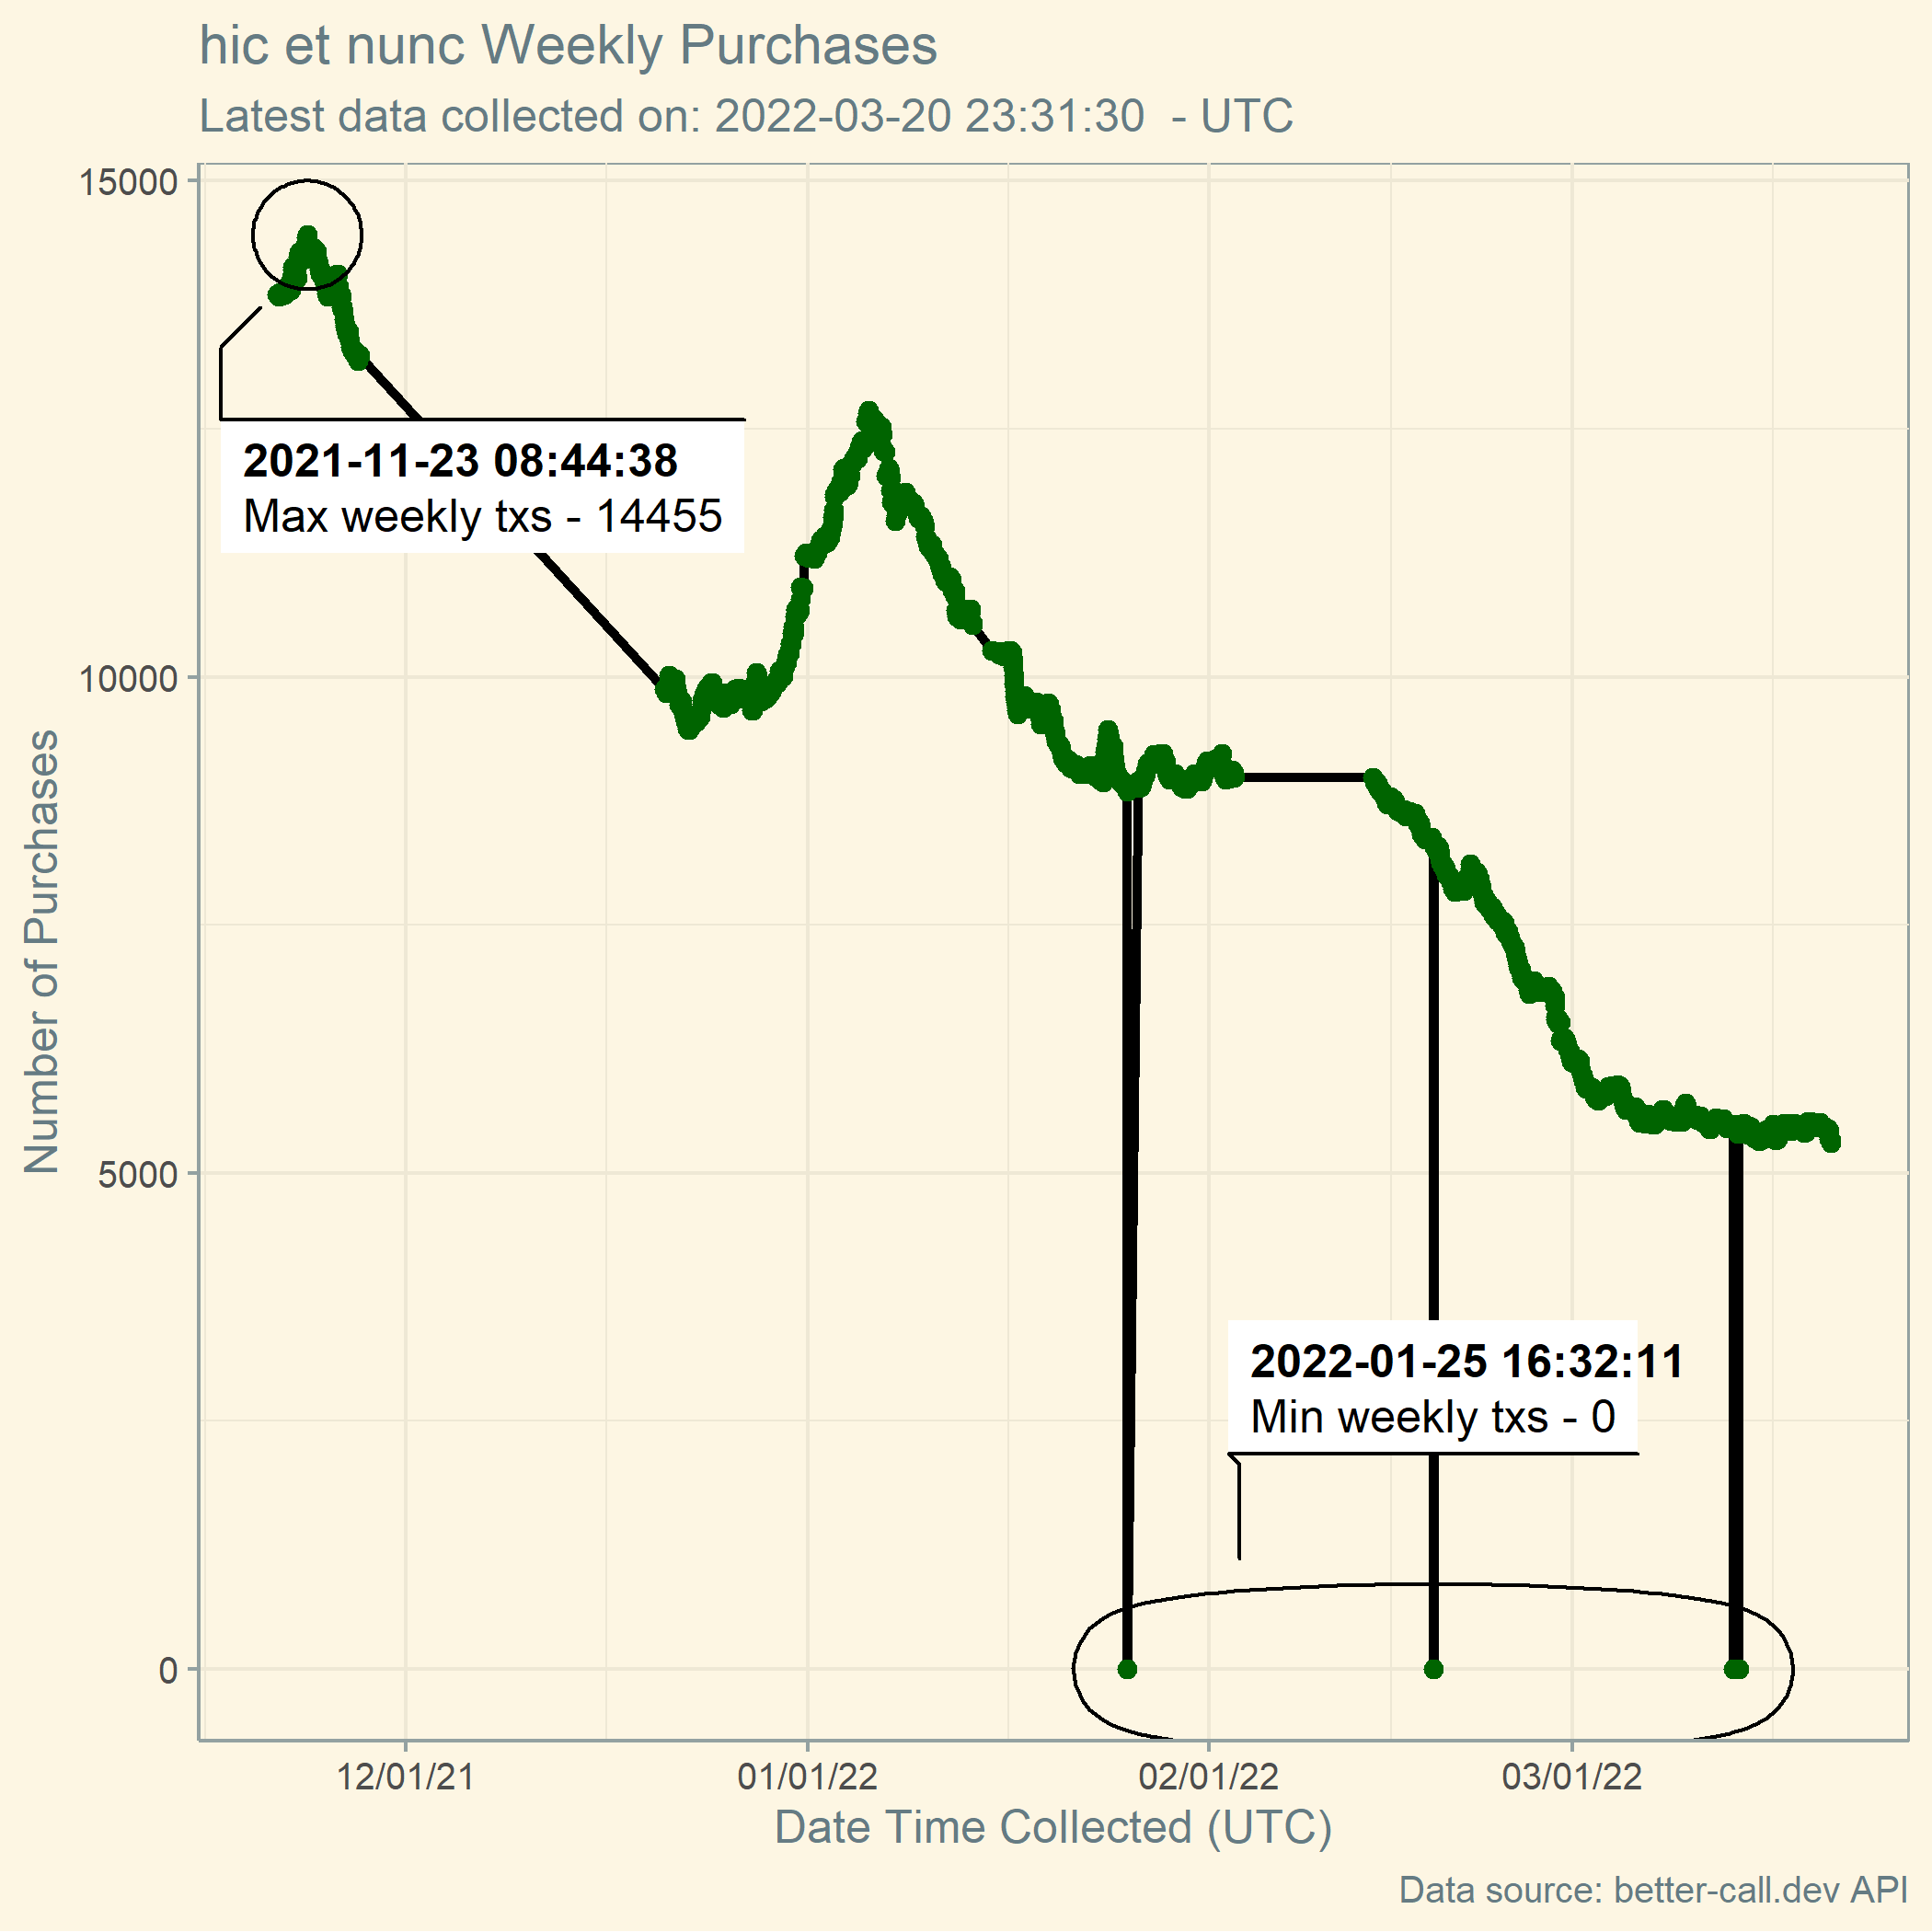 hic et nunc Weekly Purchases
Latest data collected on: 2022-03-20 23:31:30  - UTC
15000
10000
5000
0
Number of Purchases
2021-11-23 08:44:38
Max weekly txs - 14455
2022-01-25 16:32:11
Min weekly txs - 0
12/01/21
01/01/22
02/01/22
03/01/22
Date Time Collected (UTC)
Data source: better-call.dev API